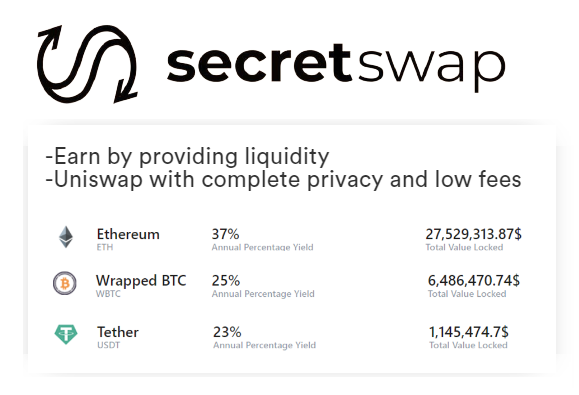 secretswap
-Earn by providing liquidity
-Uniswap with complete privacy and low fees
Ethereum 37% 27,529,313.87$
ETH Annual Percentage Yield Total Value Locked
Wrapped BTC 25% 6,486,470.74$
WBTC Annual Percentage Yield Total Value Locked
Tether 23% 1,145,474.7$
USDT Annual Percentage Yield Total Value Locked